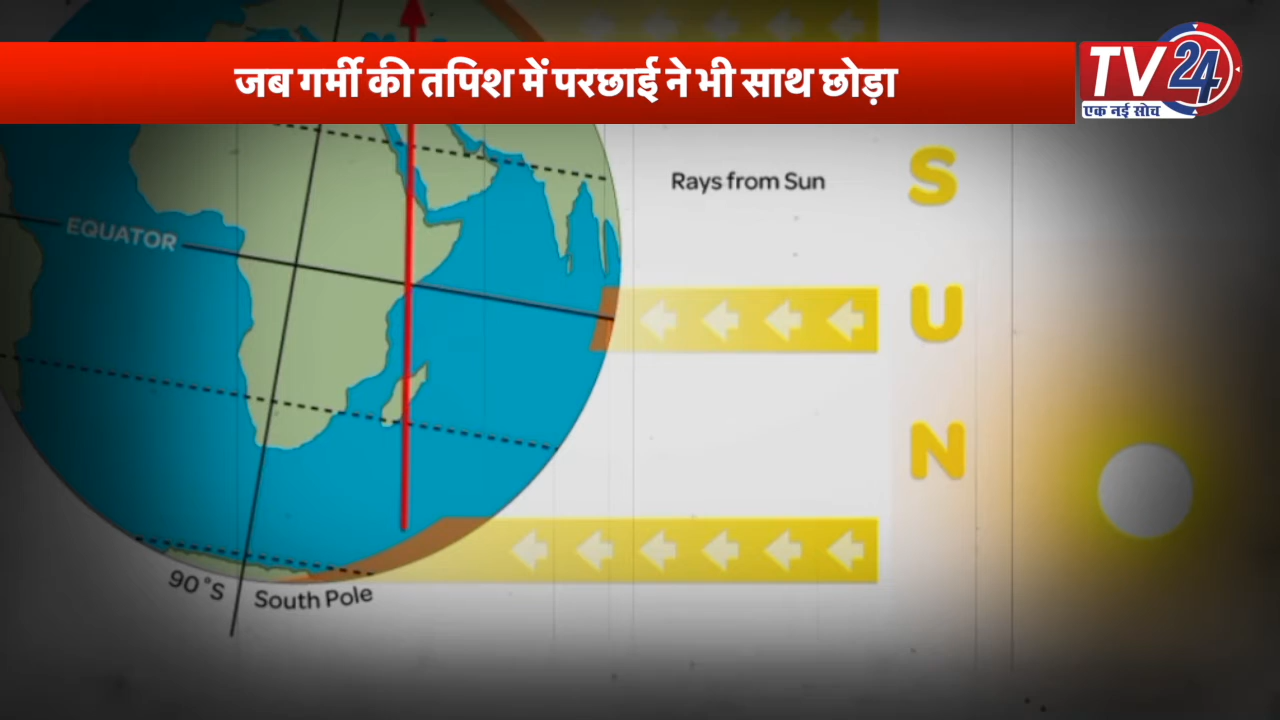 जब गर्मी की तपिश में परछाई ने भी साथ छोड़ा
TV24
एक नई सोच
Rays from Sun
S
U
N
EQUATOR
90°S
South Pole